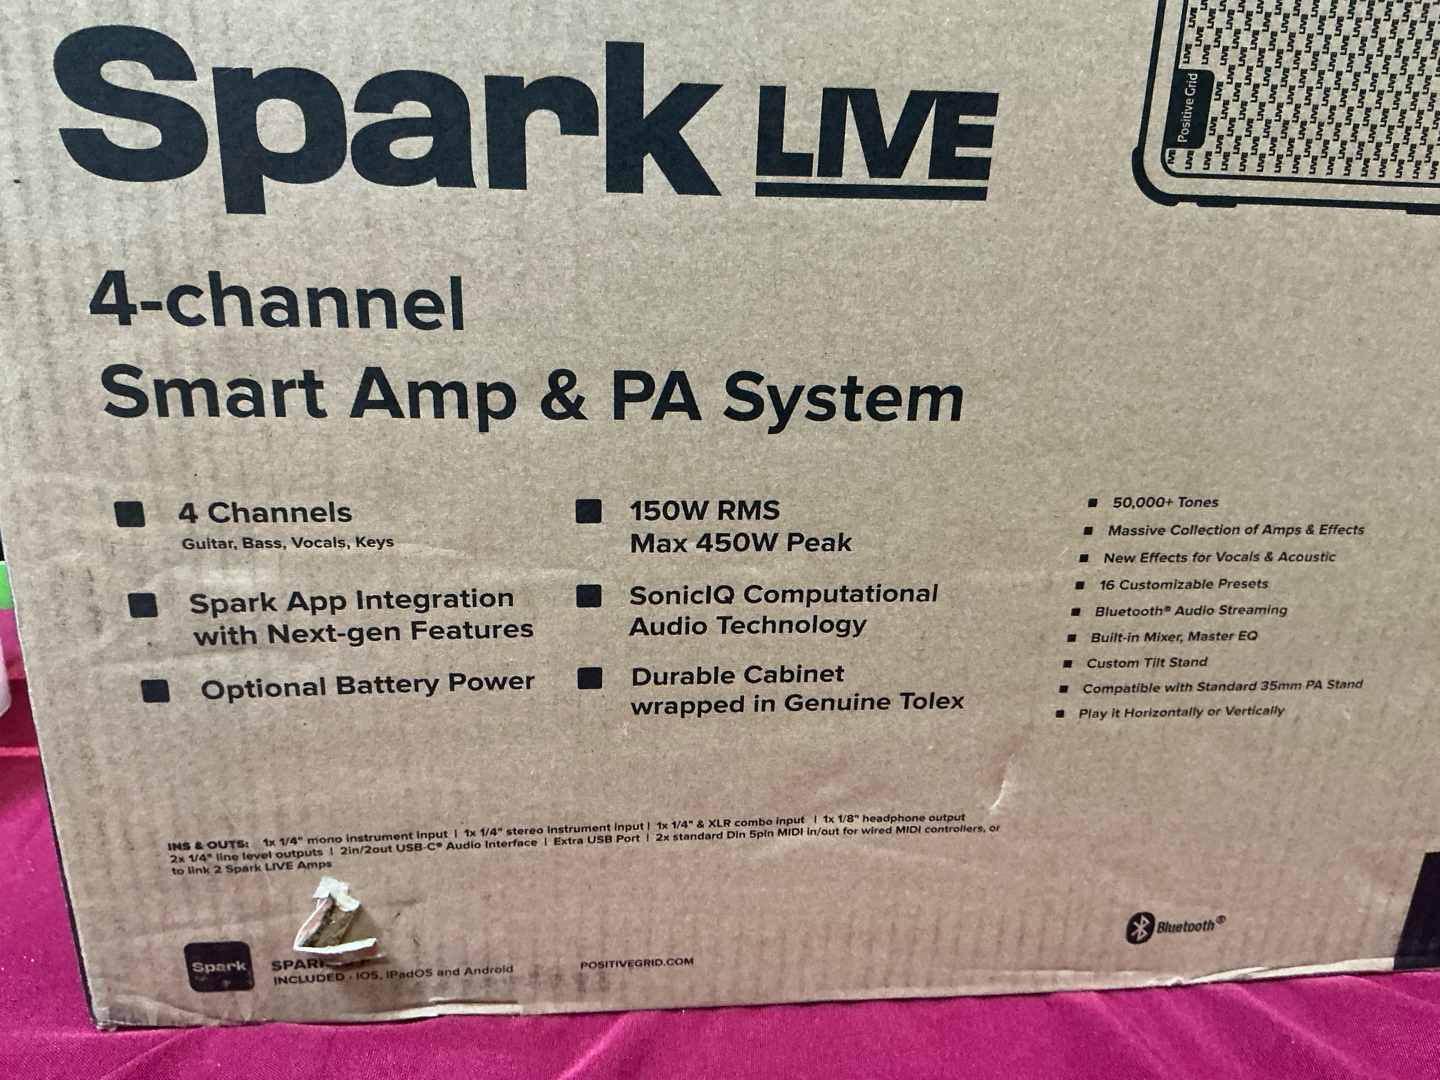 Spark LIVE
Positive Grid
4-channel
Smart Amp & PA System
4 Channels
Guitar, Bass, Vocals, Keys
Spark App Integration
with Next-gen Features
Optional Battery Power
150W RMS
Max 450W Peak
SonicIQ Computational
Audio Technology
Durable Cabinet
wrapped in Genuine Tolex
50,000+ Tones
Massive Collection of Amps & Effects
New Effects for Vocals & Acoustic
16 Customizable Presets
Bluetooth® Audio Streaming
Built-in Mixer, Master EQ
Custom Tilt Stand
Compatible with Standard 35mm PA Stand
Play it Horizontally or Vertically
INS & OUTS: 1x 1/4" mono instrument input | 1x 1/4" stereo instrument input | 1x 1/4" & XLR combo input | 1x 1/8" headphone output
2x 1/4" line level outputs | 2in/2out USB-C® Audio Interface | Extra USB Port | 2x standard Din 5pin MIDI in/out for wired MIDI controllers, or
to link 2 Spark LIVE Amps
Spark
INCLUDED · iOS, iPadOS and Android
POSITIVEGRID.COM
Bluetooth®